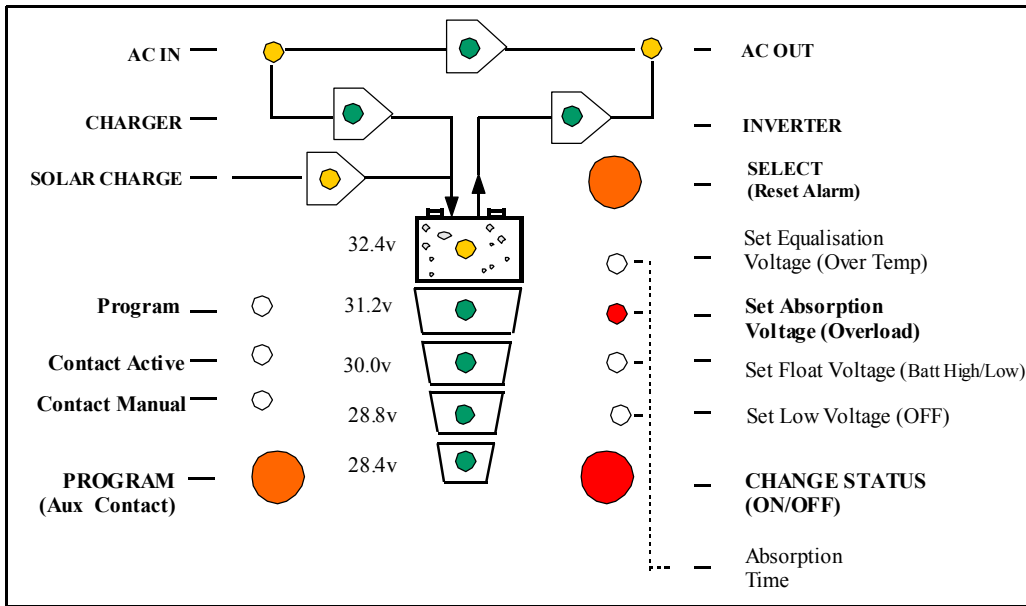 AC IN
CHARGER
SOLAR CHARGE
32.4v
31.2v
30.0v
28.8v
28.4v
Program
Contact Active
Contact Manual
PROGRAM
(Aux Contact)
AC OUT
INVERTER
SELECT
(Reset Alarm)
Set Equalisation
Voltage (Over Temp)
Set Absorption
Voltage (Overload)
Set Float Voltage (Batt High/Low)
Set Low Voltage (OFF)
CHANGE STATUS
(ON/OFF)
Absorption
Time